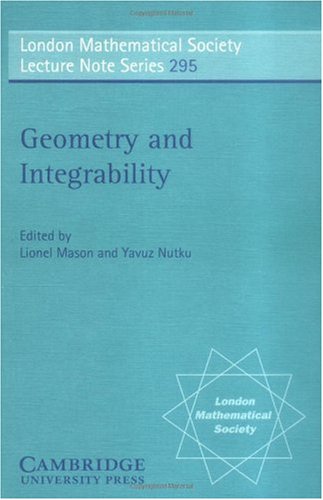 London Mathematical Society
Lecture Note Series 295
Geometry and
Integrability
Edited by
Lionel Mason and Yavuz Nutku
London
Mathematical
Society
CAMBRIDGE
UNIVERSITY PRESS